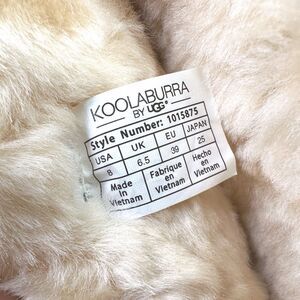 KOOLABURRA
BY UGG®
Style Number: 1015875
USA UK EU JAPAN
8 6.5 39 25
Made in Vietnam
Fabriqué en Vietnam
Hecho en Vietnam